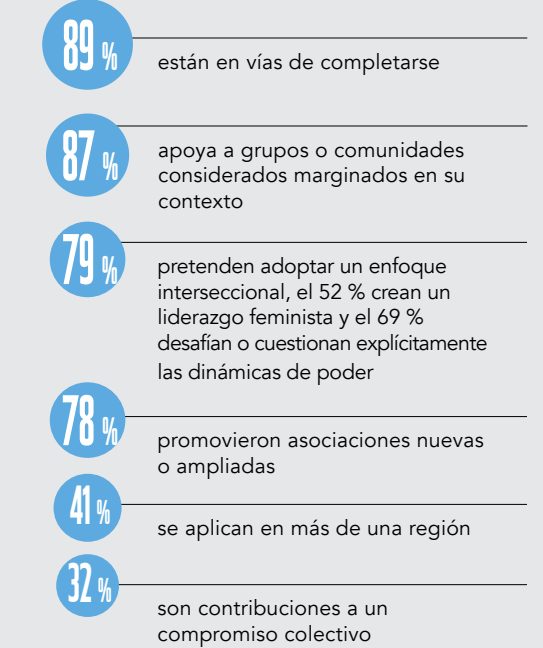 89 %
están en vías de completarse
87 %
apoya a grupos o comunidades
considerados marginados en su
contexto
79 %
pretenden adoptar un enfoque
interseccional, el 52 % crean un
liderazgo feminista y el 69 %
desafían o cuestionan explícitamente
las dinámicas de poder
78 %
promovieron asociaciones nuevas
o ampliadas
41 %
se aplican en más de una región
32 %
son contribuciones a un
compromiso colectivo